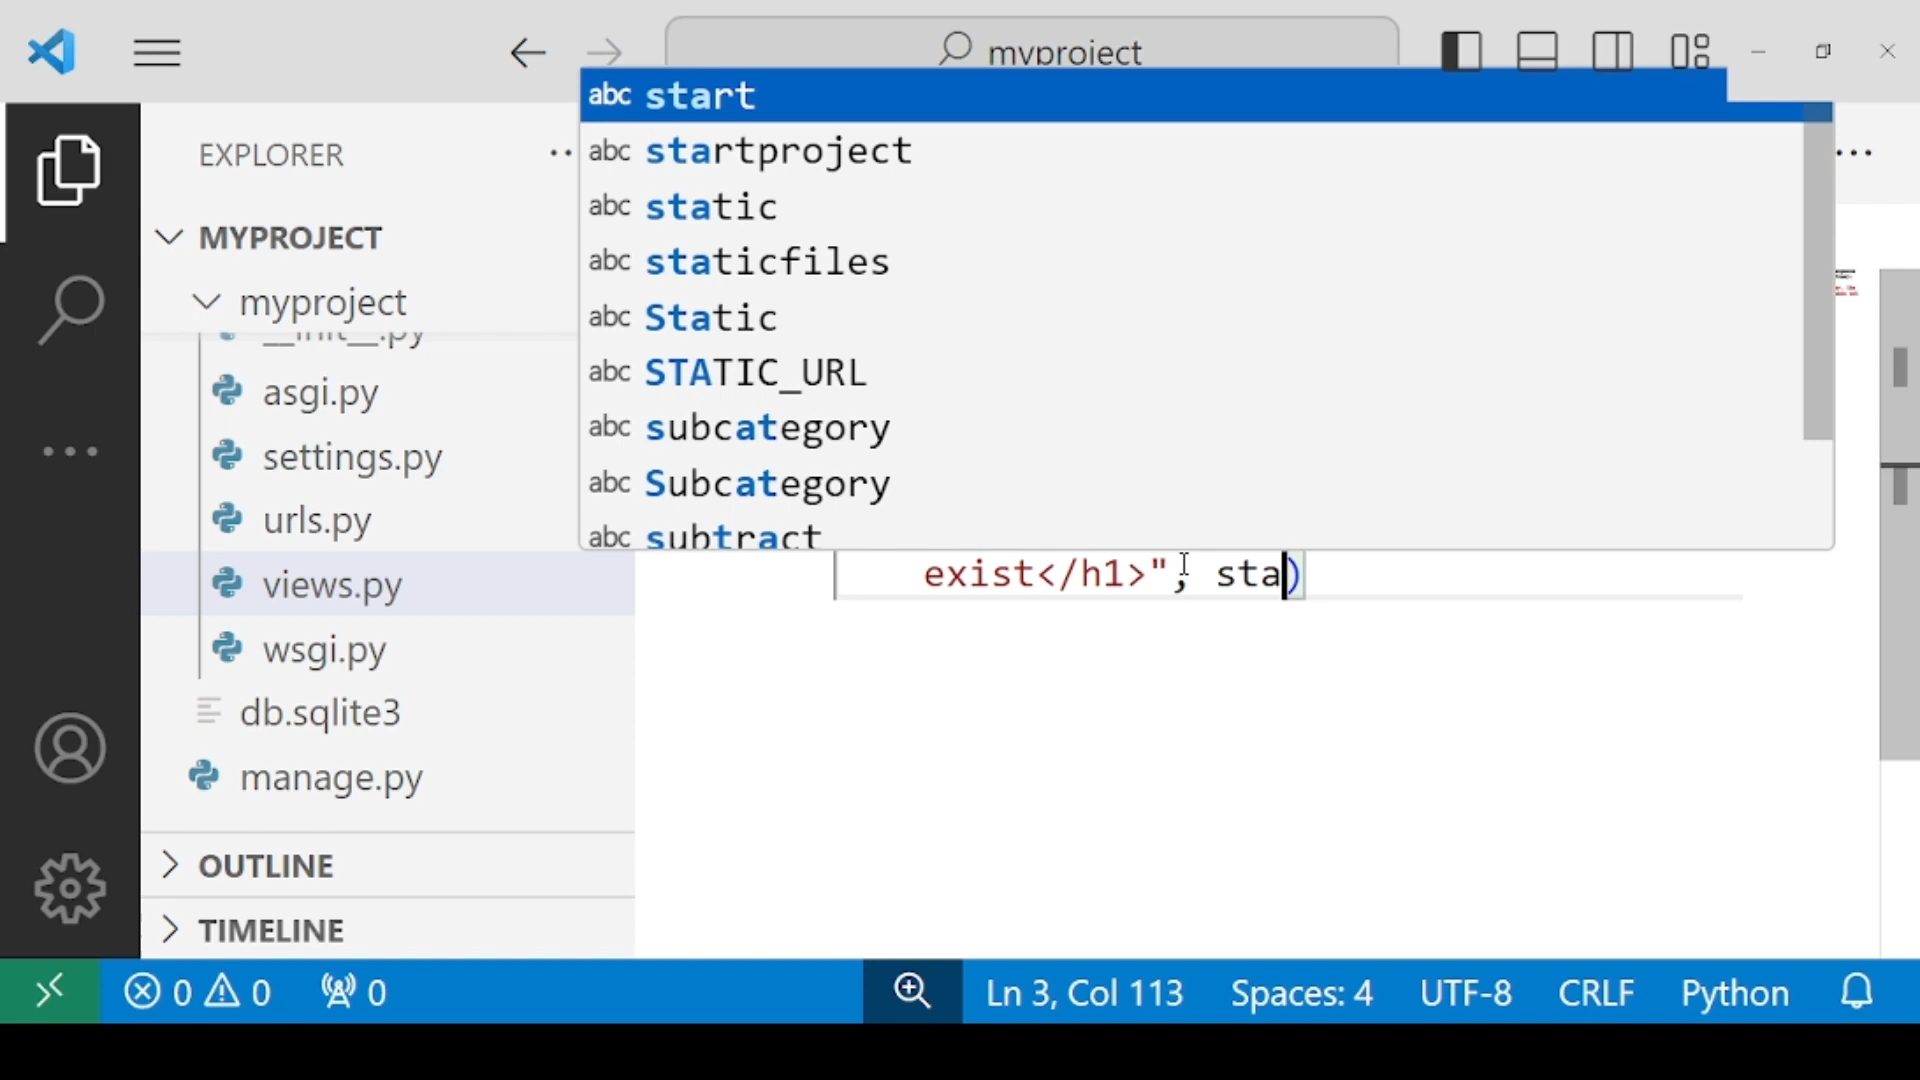 myproject
EXPLORER
MYPROJECT
myproject
__init__.py
asgi.py
settings.py
urls.py
views.py
wsgi.py
db.sqlite3
manage.py
OUTLINE
TIMELINE
abc start
abc startproject
abc static
abc staticfiles
abc Static
abc STATIC_URL
abc subcategory
abc Subcategory
abc subtract
exist</h1>", sta)
0 0 0
Ln 3, Col 113 Spaces: 4 UTF-8 CRLF Python